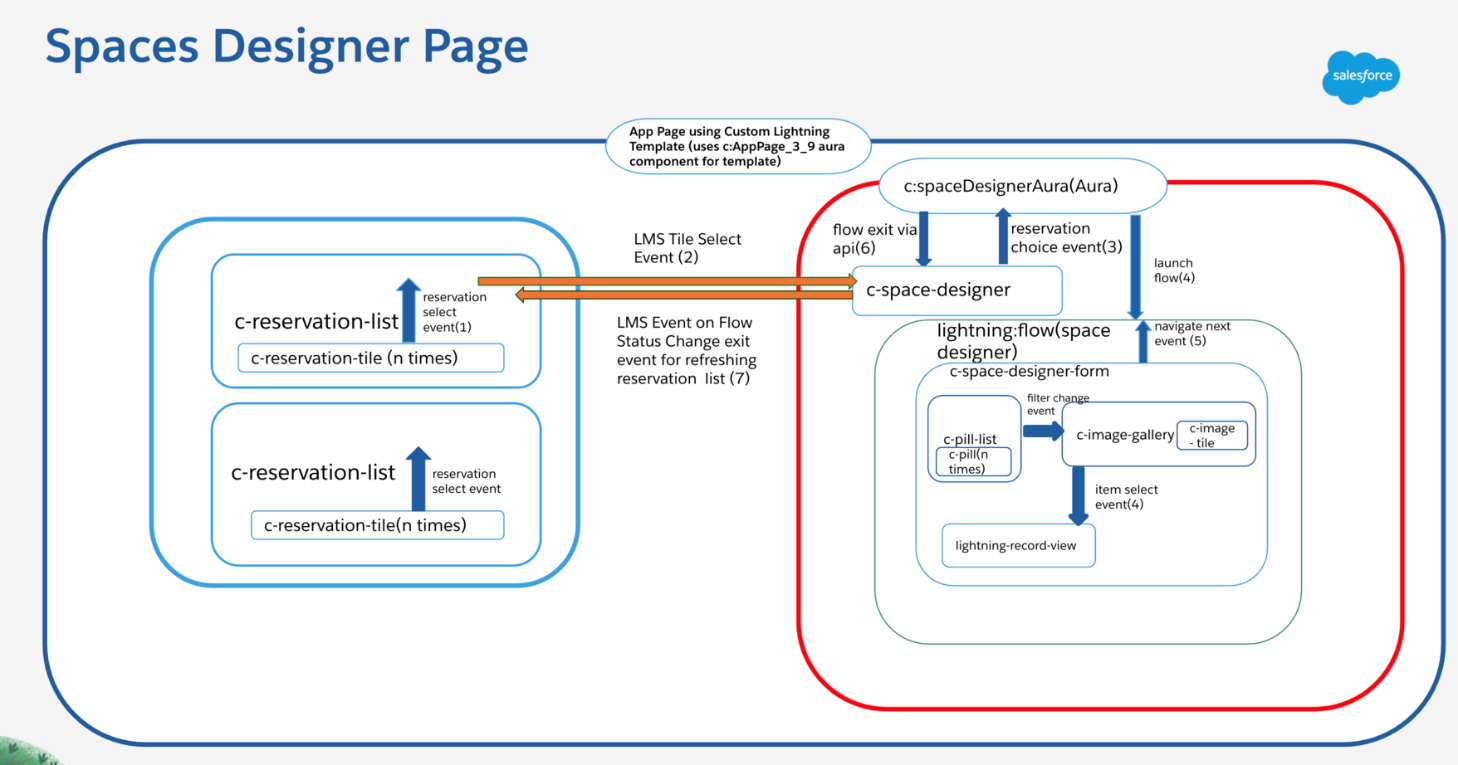 Spaces Designer Page
salesforce
App Page using Custom Lightning
Template (uses c:AppPage_3_9 aura
component for template)
c:spaceDesignerAura(Aura)
LMS Tile Select
Event (2)
flow exit via
api(6)
reservation
choice event(3)
launch
flow(4)
c-space-designer
reservation
select
event(1)
c-reservation-list
c-reservation-tile (n times)
LMS Event on Flow
Status Change exit
event for refreshing
reservation  list (7)
lightning:flow(space
designer)
navigate next
event (5)
c-space-designer-form
filter change
event
c-pill-list
c-pill(n
times)
c-image-gallery
c-image
- tile
item select
event(4)
lightning-record-view
c-reservation-list
reservation
select event
c-reservation-tile(n times)